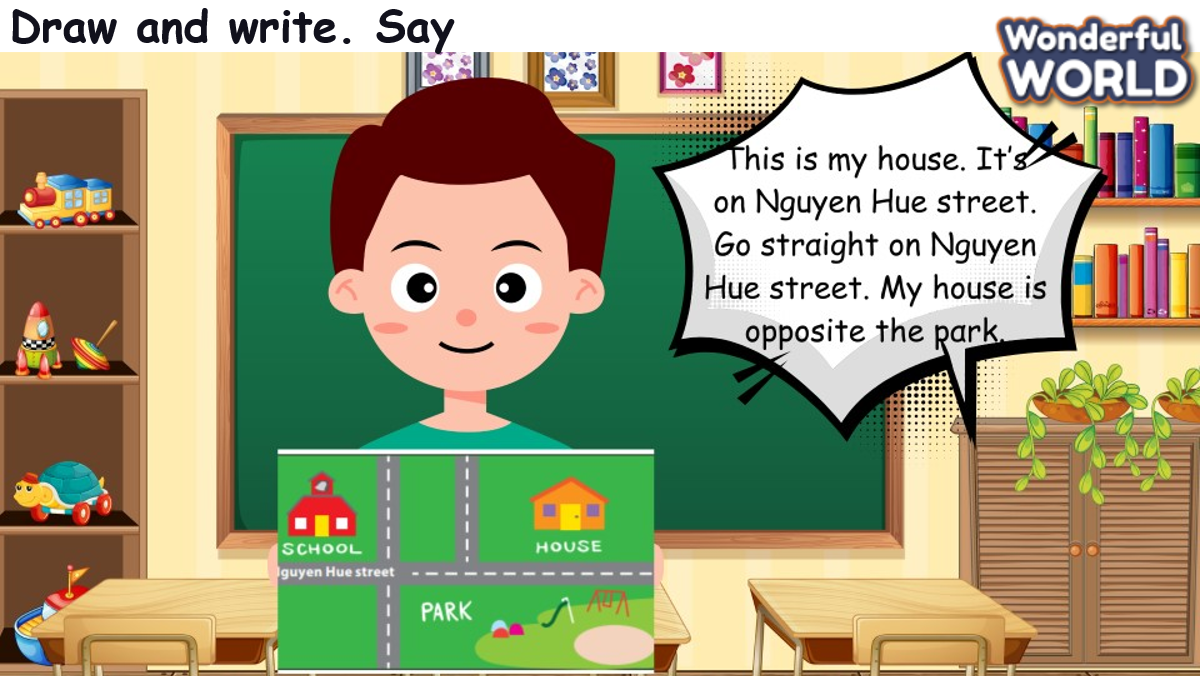 Draw and write. Say
Wonderful
WORLD
This is my house. It's
on Nguyen Hue street.
Go straight on Nguyen
Hue street. My house is
opposite the park.
SCHOOL
HOUSE
Nguyen Hue street
PARK